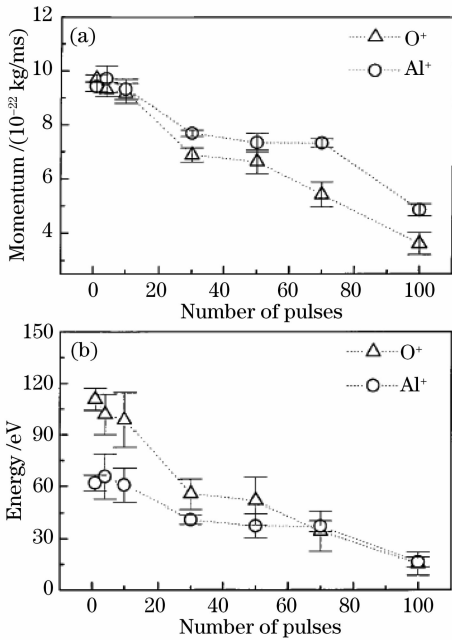 (a)
O⁺
Al⁺
Momentum /(10⁻²² kg/ms)
12
10
8
6
4
0 20 40 60 80 100
Number of pulses
(b)
O⁺
Al⁺
Energy /eV
150
120
90
60
30
0
0 20 40 60 80 100
Number of pulses